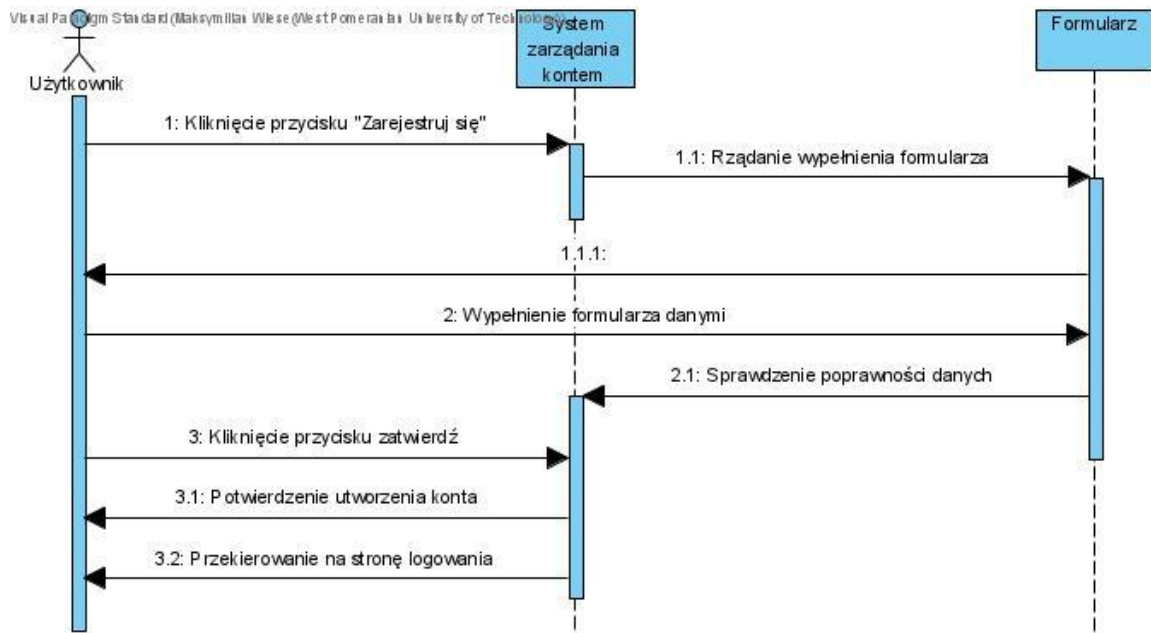 Visual Paradigm Standard(Maksymilian Wiese(West Pomeranian University of Technology))
System
zarządania
kontem
Formularz
Użytkownik
1: Kliknięcie przycisku "Zarejestruj się"
1.1: Rządanie wypełnienia formularza
1.1.1:
2: Wypełnienie formularza danymi
2.1: Sprawdzenie poprawności danych
3: Kliknięcie przycisku zatwierdź
3.1: Potwierdzenie utworzenia konta
3.2: Przekierowanie na stronę logowania